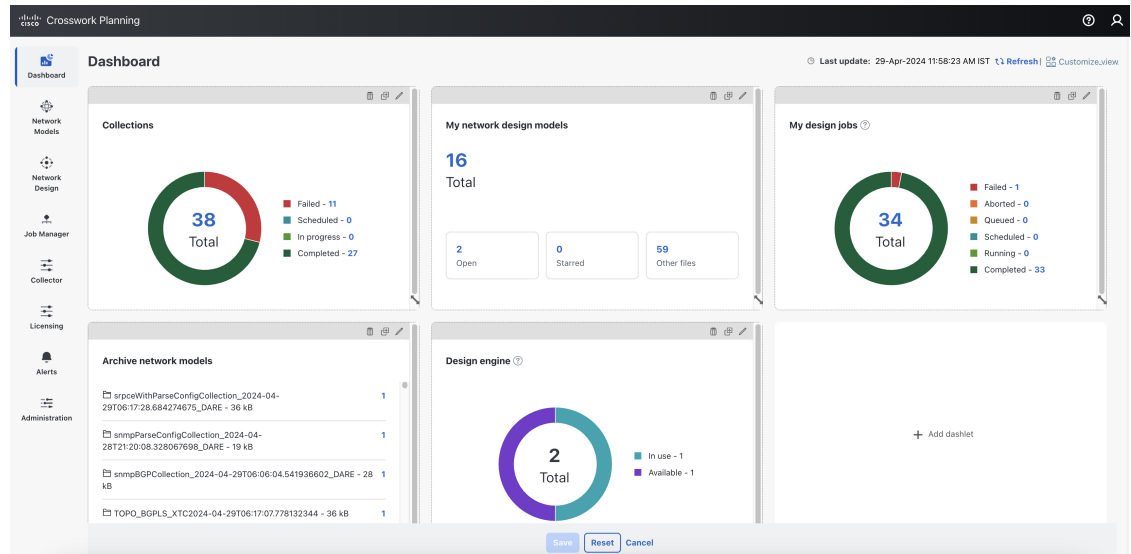 cisco Crosswork Planning
Dashboard
Network
Models
Network
Design
Job Manager
Collector
Licensing
Alerts
Administration
Dashboard
Last update: 29-Apr-2024 11:58:23 AM IST Refresh | Customize view
Collections
38
Total
Failed - 11
Scheduled - 0
In progress - 0
Completed - 27
My network design models
16
Total
2
Open
0
Starred
59
Other files
My design jobs
34
Total
Failed - 1
Aborted - 0
Queued - 0
Scheduled - 0
Running - 0
Completed - 33
Archive network models
srpceWithParseConfigCollection_2024-04-
29T06:17:28.684274675_DARE - 36 kB
1
snmpParseConfigCollection_2024-04-
28T21:20:08.328067698_DARE - 19 kB
1
snmpBGPCollection_2024-04-29T06:06:04.541936602_DARE - 28
kB
1
TOPO_BGPLS_XTC2024-04-29T06:17:07.778132344 - 36 kB
1
Design engine
2
Total
In use - 1
Available - 1
+ Add dashlet
Save Reset Cancel